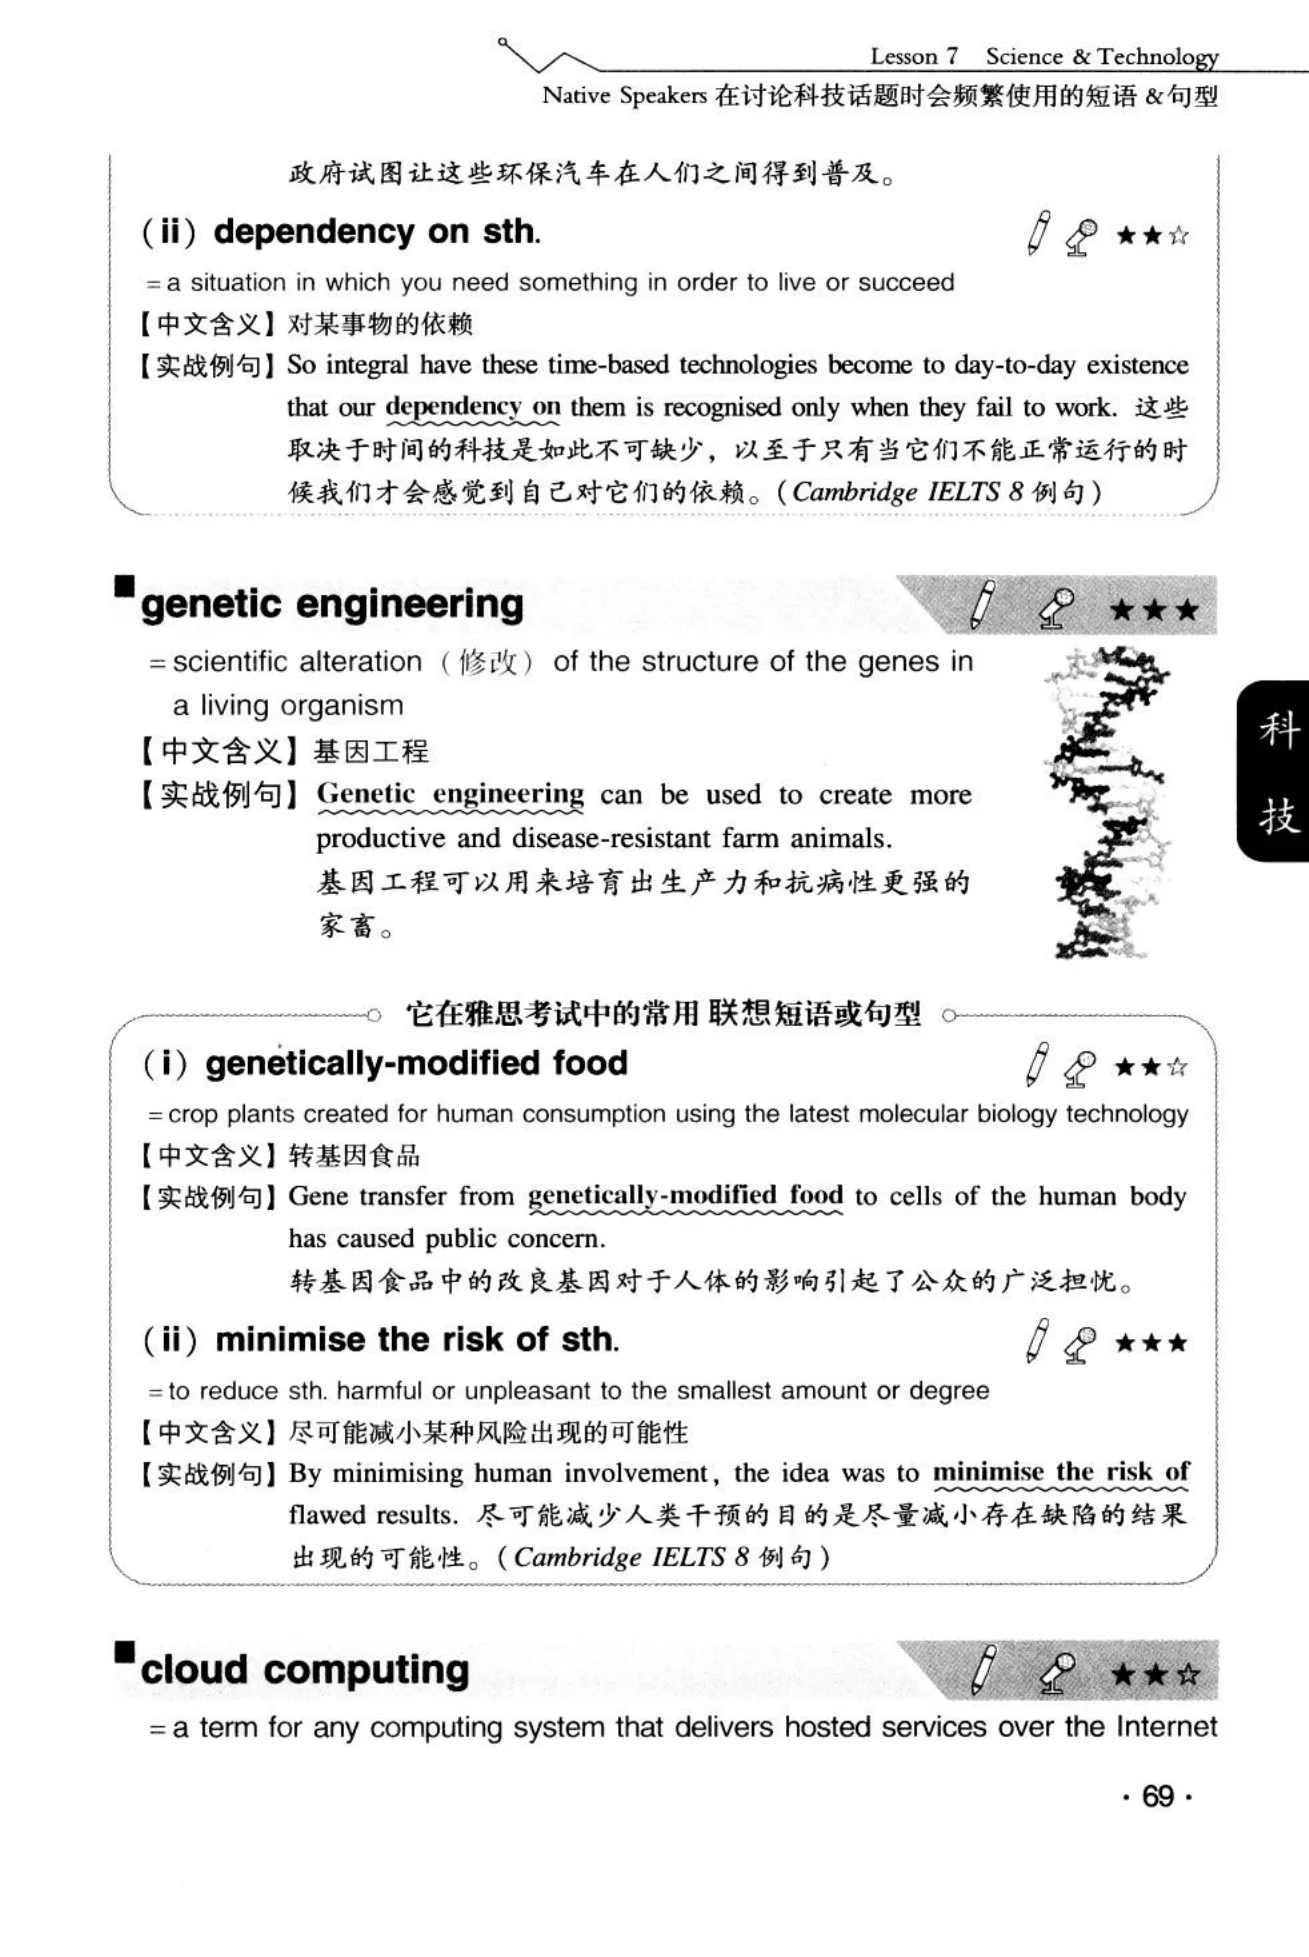 Lesson 7 Science & Technology
Native Speakers 在讨论科技话题时会频繁使用的短语 & 句型
政府试图让这些环保汽车在人们之间得到普及。
(ii) dependency on sth. ★★☆
= a situation in which you need something in order to live or succeed
【中文含义】对某事物的依赖
【实战例句】So integral have these time-based technologies become to day-to-day existence
that our dependency on them is recognised only when they fail to work. 这些
取决于时间的科技是如此不可缺少，以至于只有当它们不能正常运行的时
候我们才会感觉到自己对它们的依赖。(Cambridge IELTS 8 例句)
■genetic engineering ★★★
= scientific alteration (修改) of the structure of the genes in
a living organism
【中文含义】基因工程
【实战例句】Genetic engineering can be used to create more
productive and disease-resistant farm animals.
基因工程可以用来培育出生产力和抗病性更强的
家畜。
科
技
它在雅思考试中的常用联想短语或句型
(i) genetically-modified food ★★☆
= crop plants created for human consumption using the latest molecular biology technology
【中文含义】转基因食品
【实战例句】Gene transfer from genetically-modified food to cells of the human body
has caused public concern.
转基因食品中的改良基因对于人体的影响引起了公众的广泛担忧。
(ii) minimise the risk of sth. ★★★
= to reduce sth. harmful or unpleasant to the smallest amount or degree
【中文含义】尽可能减小某种风险出现的可能性
【实战例句】By minimising human involvement, the idea was to minimise the risk of
flawed results. 尽可能减少人类干预的目的是尽量减小存在缺陷的结果
出现的可能性。(Cambridge IELTS 8 例句)
■cloud computing ★★☆
= a term for any computing system that delivers hosted services over the Internet
· 69 ·